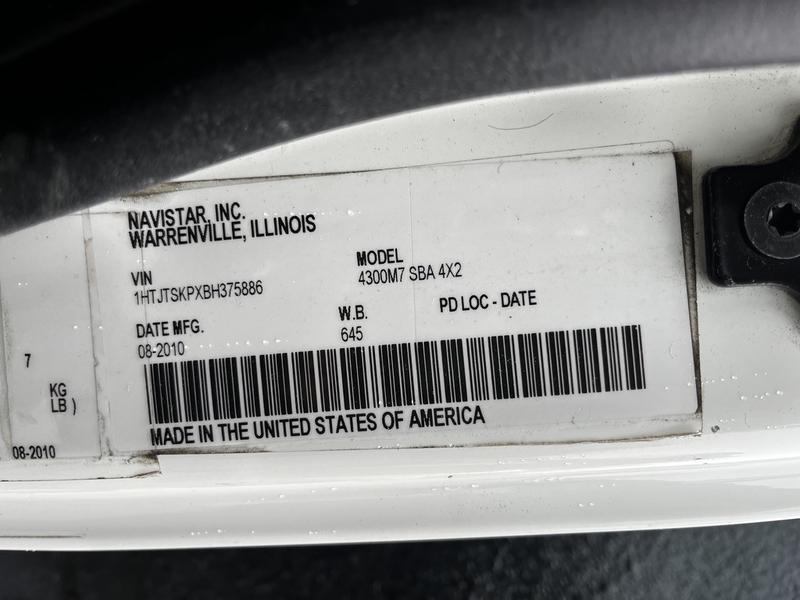 NAVISTAR, INC.
WARRENVILLE, ILLINOIS
VIN
1HTJTSKPXBH375886
MODEL
4300M7 SBA 4X2
DATE MFG.
08-2010
W.B.
645
PD LOC - DATE
MADE IN THE UNITED STATES OF AMERICA
7
KG
LB )
08-2010